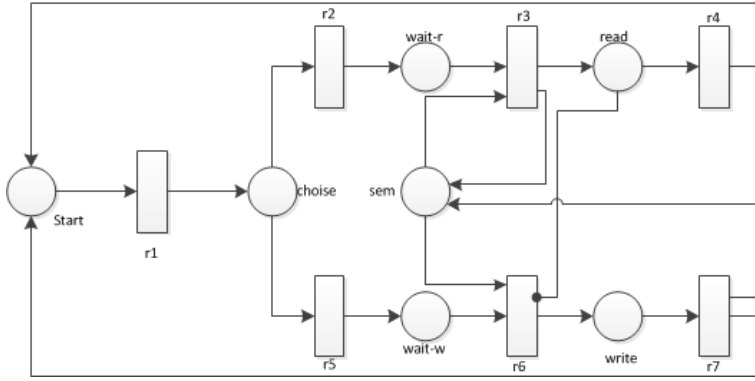 r2
wait-r
r3
read
r4
Start
r1
choise
sem
r5
wait-w
r6
write
r7